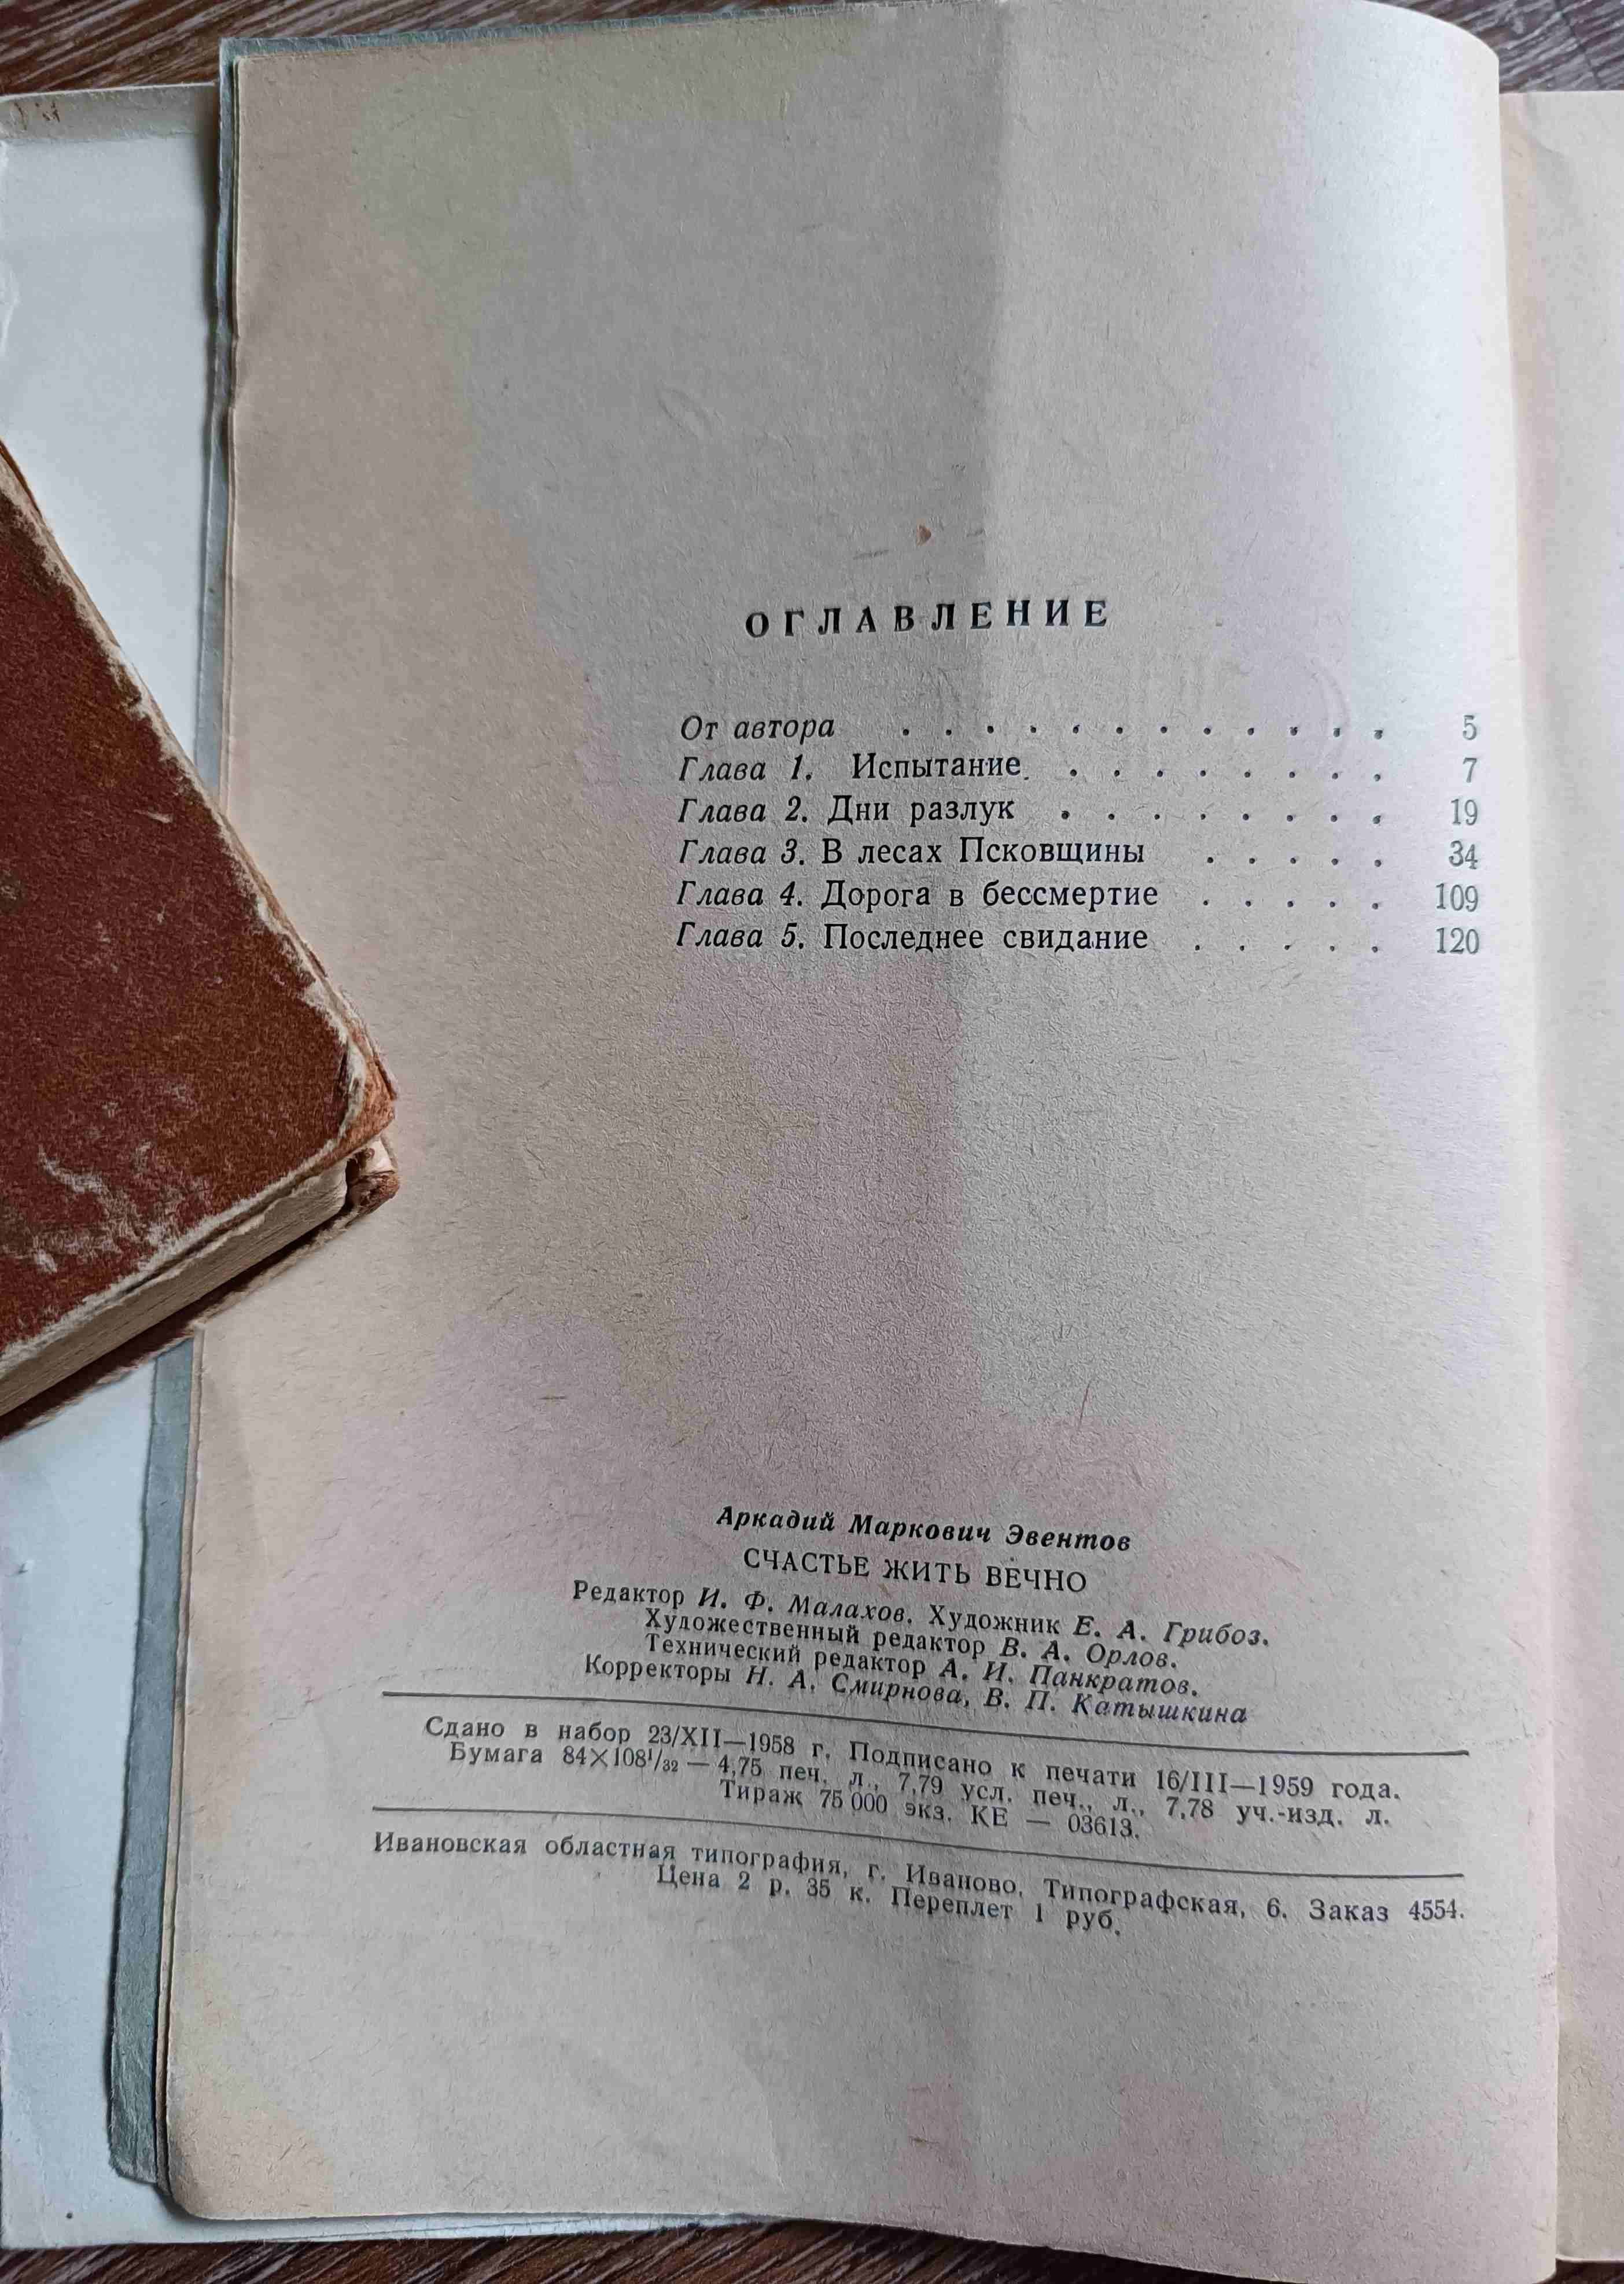 ОГЛАВЛЕНИЕ
От автора . . . . . . . . . . . . 5
Глава 1. Испытание. . . . . . . . . 7
Глава 2. Дни разлук . . . . . . . . 19
Глава 3. В лесах Псковщины . . . . . 34
Глава 4. Дорога в бессмертие . . . . . 109
Глава 5. Последнее свидание . . . . . 120
Аркадий Маркович Эвентов
СЧАСТЬЕ ЖИТЬ ВЕЧНО
Редактор И. Ф. Малахов. Художник Е. А. Грибоз.
Художественный редактор В. А. Орлов.
Технический редактор А. И. Панкратов.
Корректоры Н. А. Смирнова, В. П. Катышкина
Сдано в набор 23/XII—1958 г. Подписано к печати 16/III—1959 года.
Бумага 84×108¹/₃₂ — 4,75 печ. л., 7,79 усл. печ., л., 7,78 уч.-изд. л.
Тираж 75 000 экз. КЕ — 03613.
Ивановская областная типография, г. Иваново, Типографская, 6. Заказ 4554.
Цена 2 р. 35 к. Переплет 1 руб.